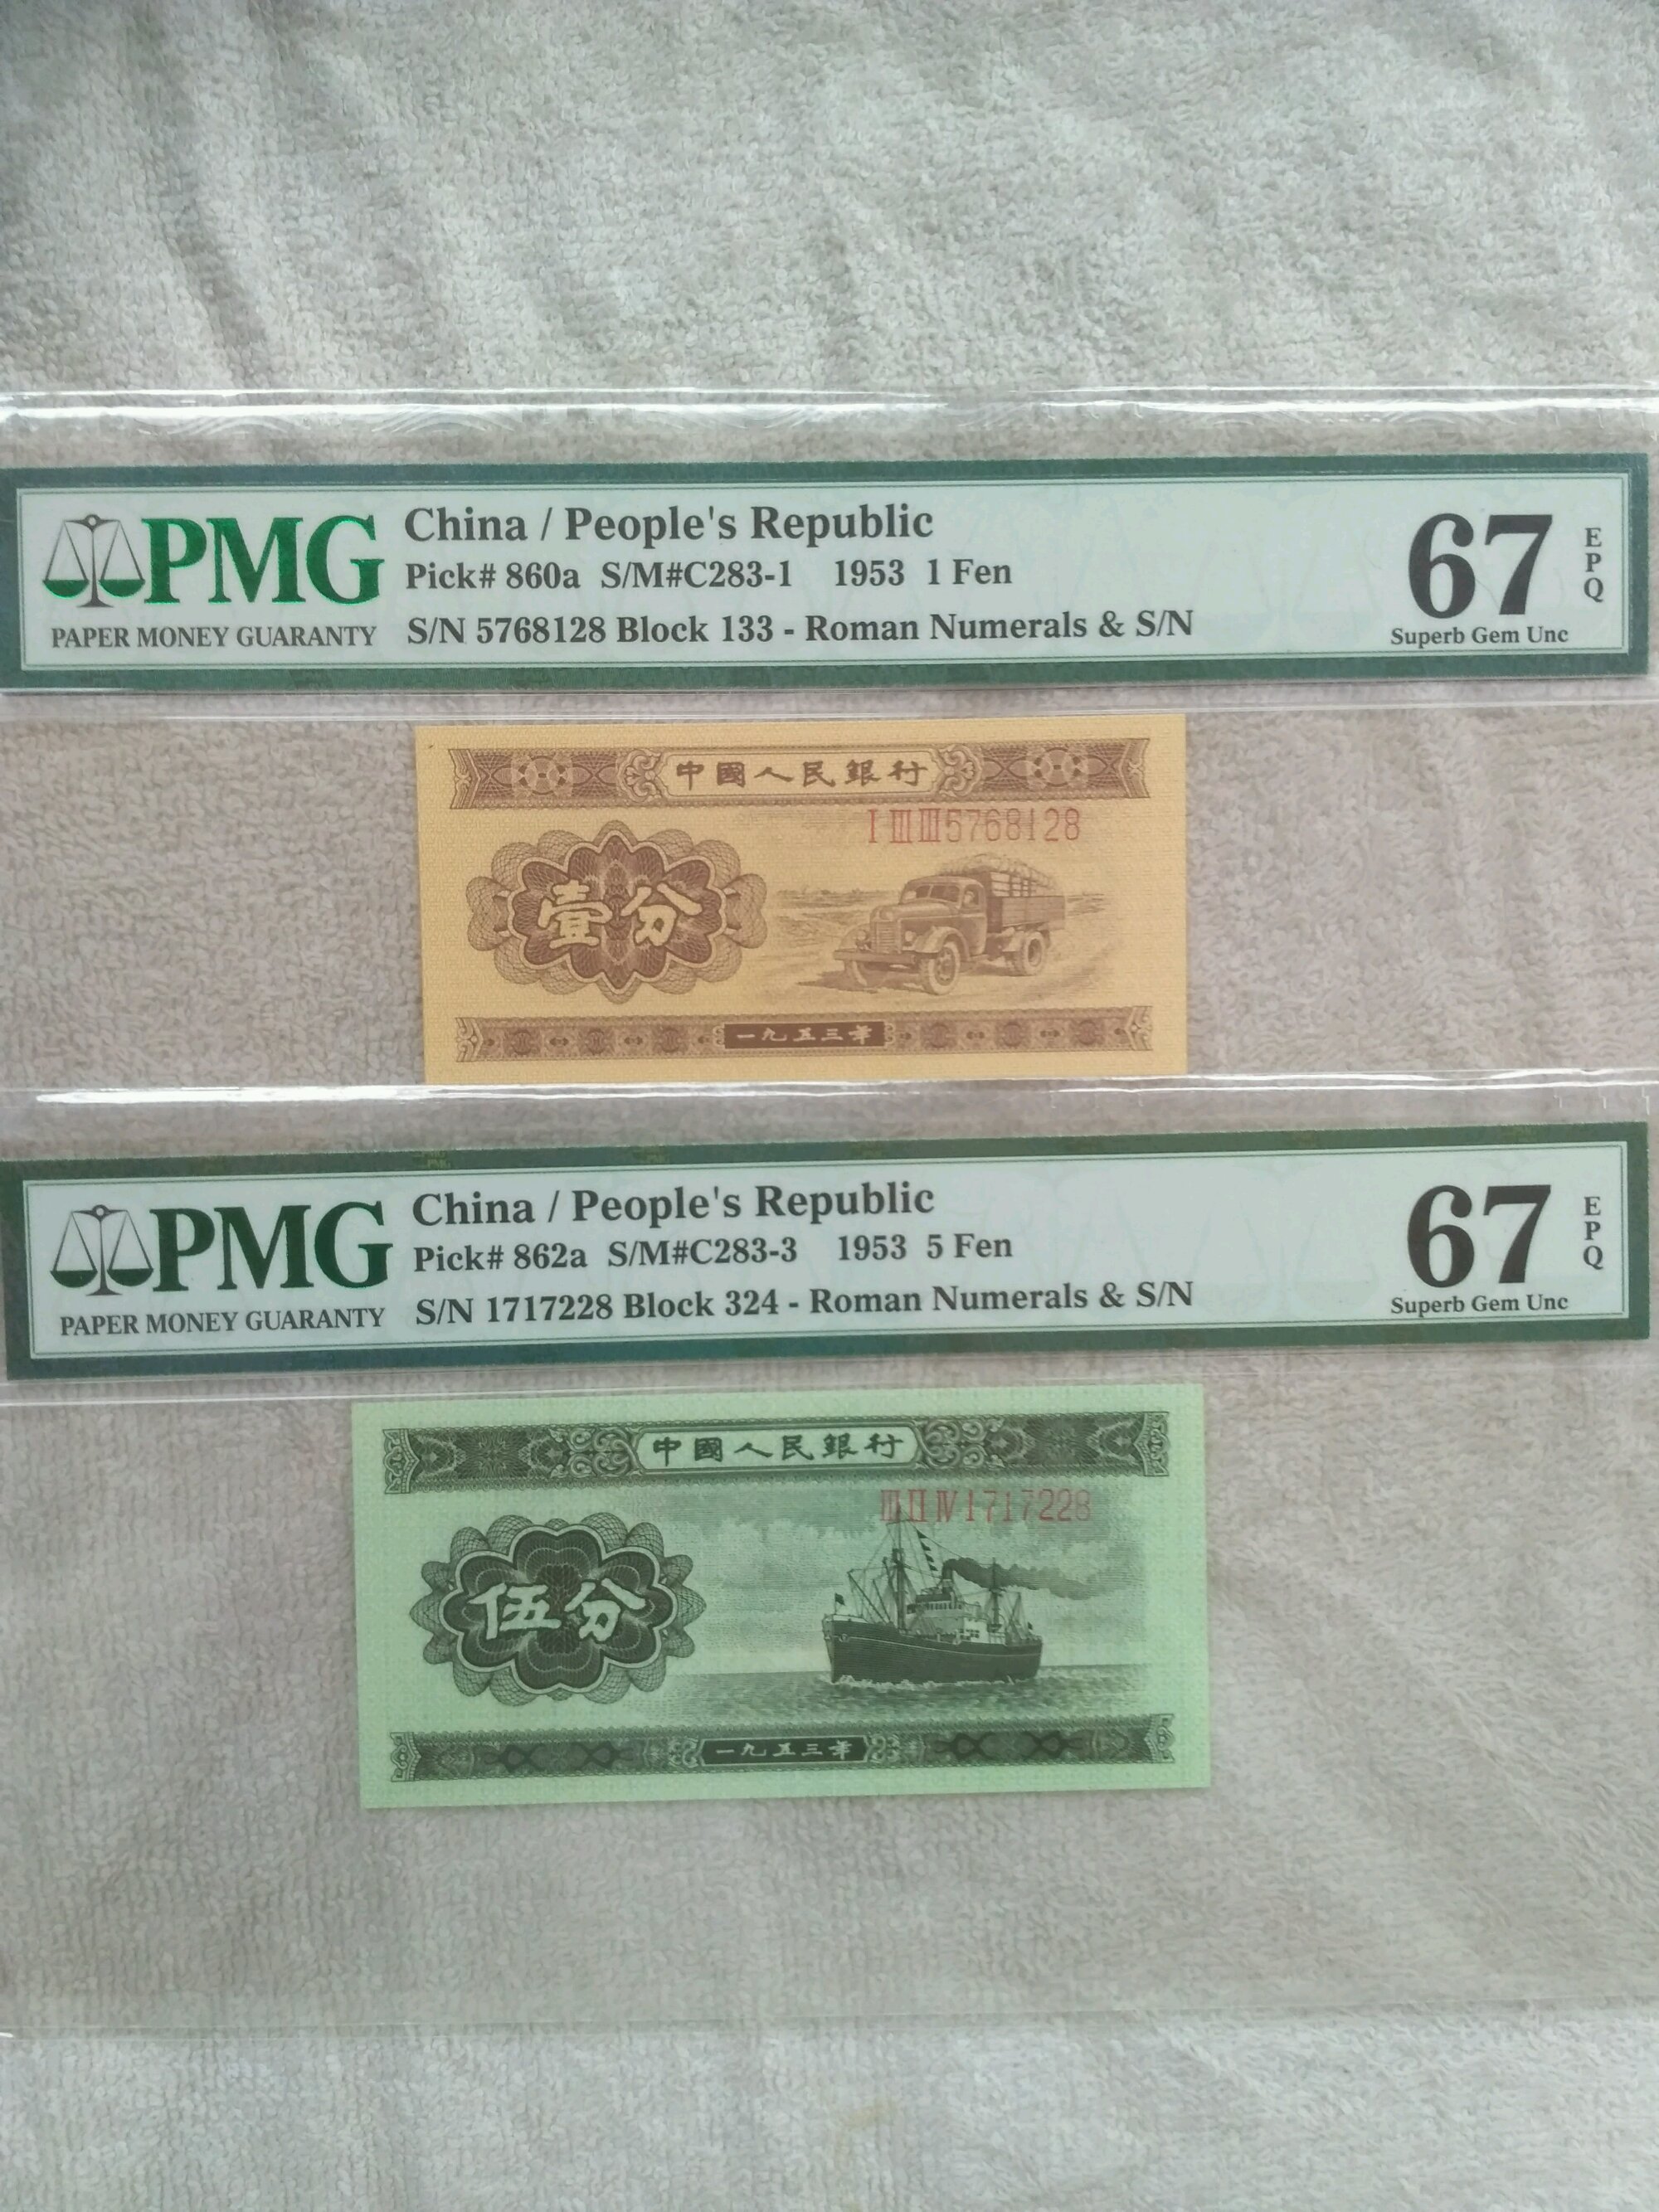 PMG
PAPER MONEY GUARANTY
China / People's Republic
Pick# 860a S/M#C283-1 1953 1 Fen
S/N 5768128 Block 133 - Roman Numerals & S/N
67
EPQ
Superb Gem Unc
中國人民銀行
I III III 5768128
壹分
一九五三年
PMG
PAPER MONEY GUARANTY
China / People's Republic
Pick# 862a S/M#C283-3 1953 5 Fen
S/N 1717228 Block 324 - Roman Numerals & S/N
67
EPQ
Superb Gem Unc
中國人民銀行
III II IV 1717228
伍分
一九五三年